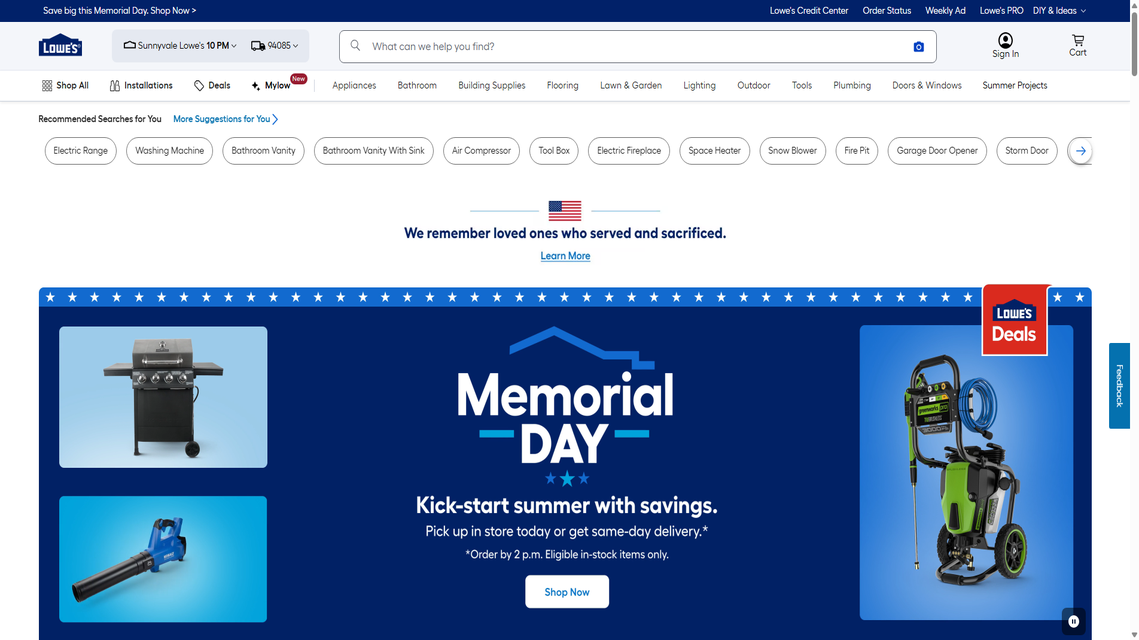 Save big this Memorial Day. Shop Now >
Lowe's Credit Center
Order Status
Weekly Ad
Lowe's PRO
DIY & Ideas
LOWE'S
Sunnyvale Lowe's 10 PM
94085
What can we help you find?
Sign In
Cart
Shop All
Installations
Deals
Mylow
New
Appliances
Bathroom
Building Supplies
Flooring
Lawn & Garden
Lighting
Outdoor
Tools
Plumbing
Doors & Windows
Summer Projects
Recommended Searches for You
More Suggestions for You
Electric Range
Washing Machine
Bathroom Vanity
Bathroom Vanity With Sink
Air Compressor
Tool Box
Electric Fireplace
Space Heater
Snow Blower
Fire Pit
Garage Door Opener
Storm Door
We remember loved ones who served and sacrificed.
Learn More
LOWE'S
Deals
Memorial
DAY
Kick-start summer with savings.
Pick up in store today or get same-day delivery.*
*Order by 2 p.m. Eligible in-stock items only.
Shop Now
Feedback